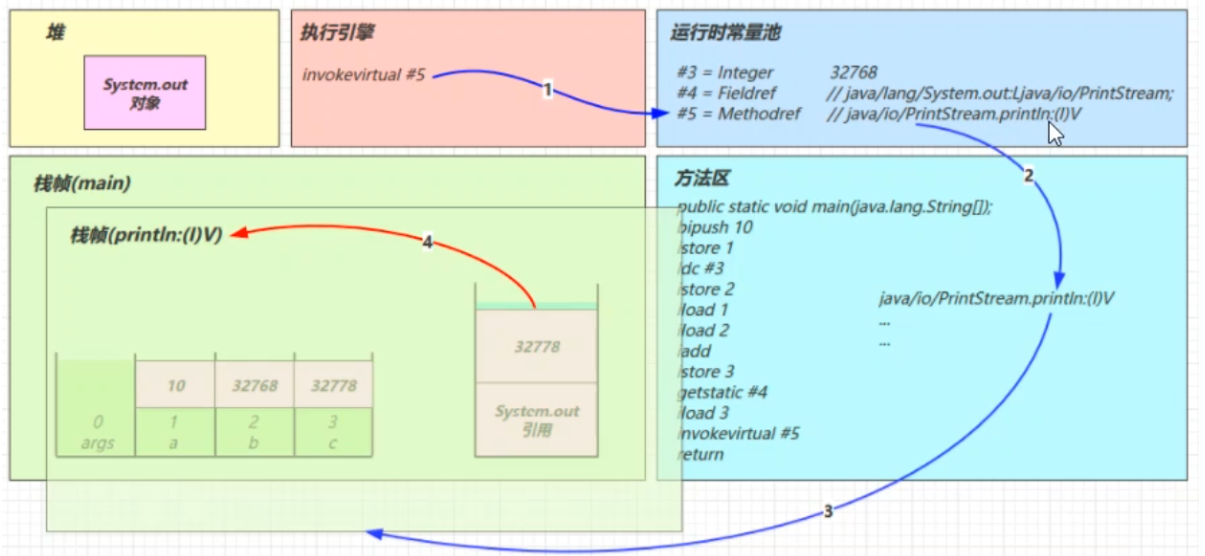 堆
System.out
对象
执行引擎
invokevirtual #5
1
运行时常量池
#3 = Integer 32768
#4 = Fieldref // java/lang/System.out:Ljava/io/PrintStream;
#5 = Methodref // java/io/PrintStream.println:(I)V
栈帧(main)
栈帧(println:(I)V)
4
32778
System.out
引用
10 32768 32778
0 1 2 3
args a b c
方法区
public static void main(java.lang.String[]);
bipush 10
istore 1
ldc #3
istore 2
iload 1
iload 2
iadd
istore 3
getstatic #4
iload 3
invokevirtual #5
return
2
java/io/PrintStream.println:(I)V
...
...
3